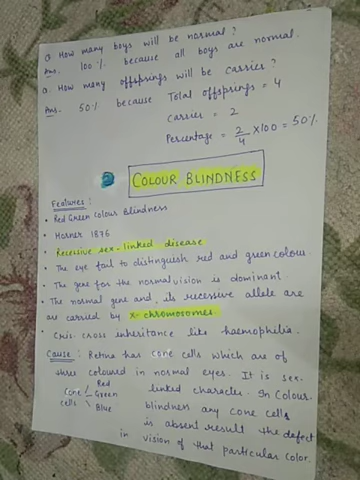 Q. How many boys will be normal?
Ans. 100% because all boys are normal.
Q. How many offsprings will be carrier?
Ans. 50% because Total offsprings = 4
Carrier = 2
Percentage = 2/4 x 100 = 50%
COLOUR BLINDNESS
Features:
• Red Green Colour Blindness
• Horner 1876
• Recessive sex-linked disease
• The eye fail to distinguish red and green colour.
• The gene for the normal vision is dominant.
• The normal gene and, its recessive allele are
are carried by X-chromosomes.
• Cris. cross inheritance like haemophilia.
Cause: Retina has cone cells which are of
three coloured in normal eyes. It is sex.
linked character. In Colour.
Cone cells Red Green Blue
blindness any cone cells
is absent result the defect
in vision of that particular color.